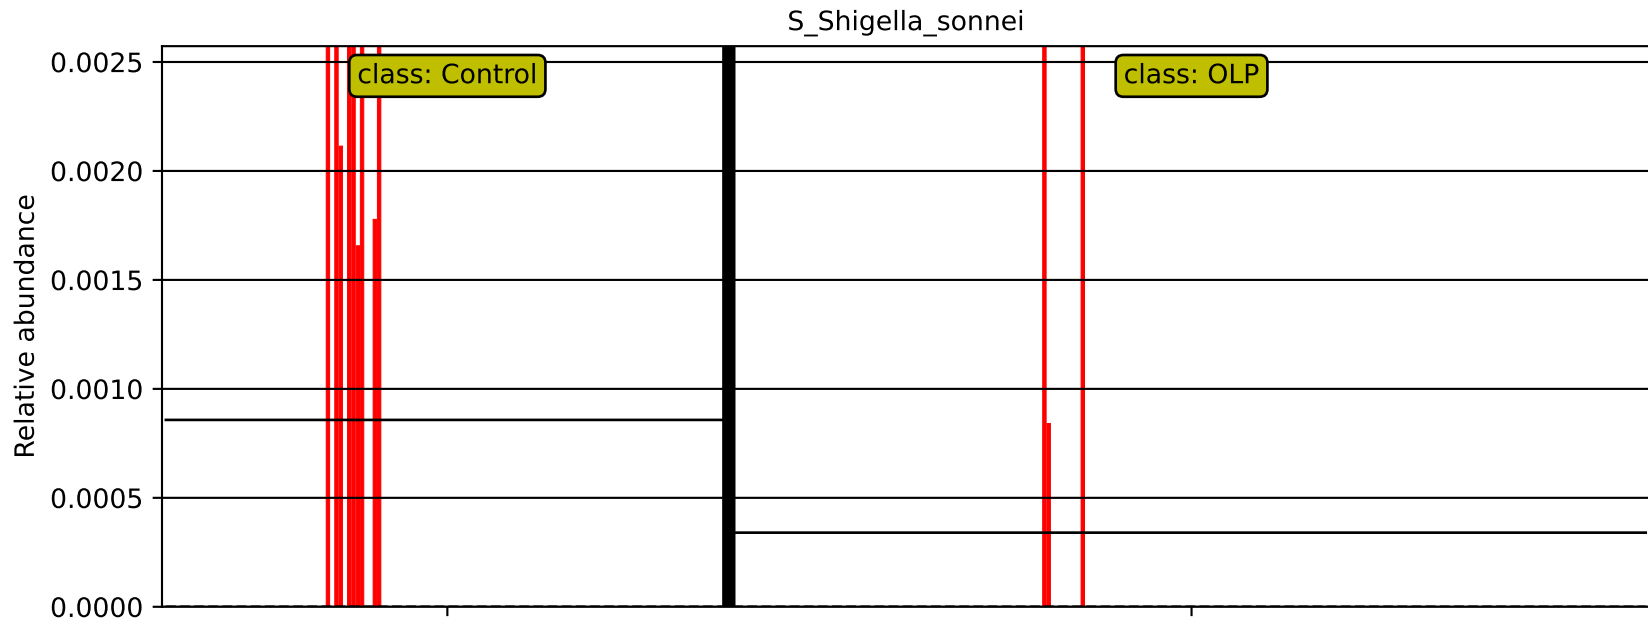 S_Shigella_sonnei
class: Control
class: OLP
Relative abundance
0.0025
0.0020
0.0015
0.0010
0.0005
0.0000